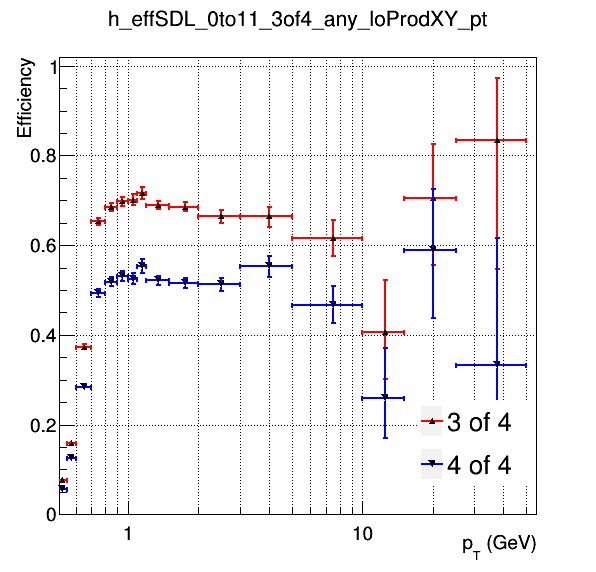 h_effSDL_0to11_3of4_any_loProdXY_pt
Efficiency
1
0.8
0.6
0.4
0.2
0
1
10
p_T (GeV)
3 of 4
4 of 4